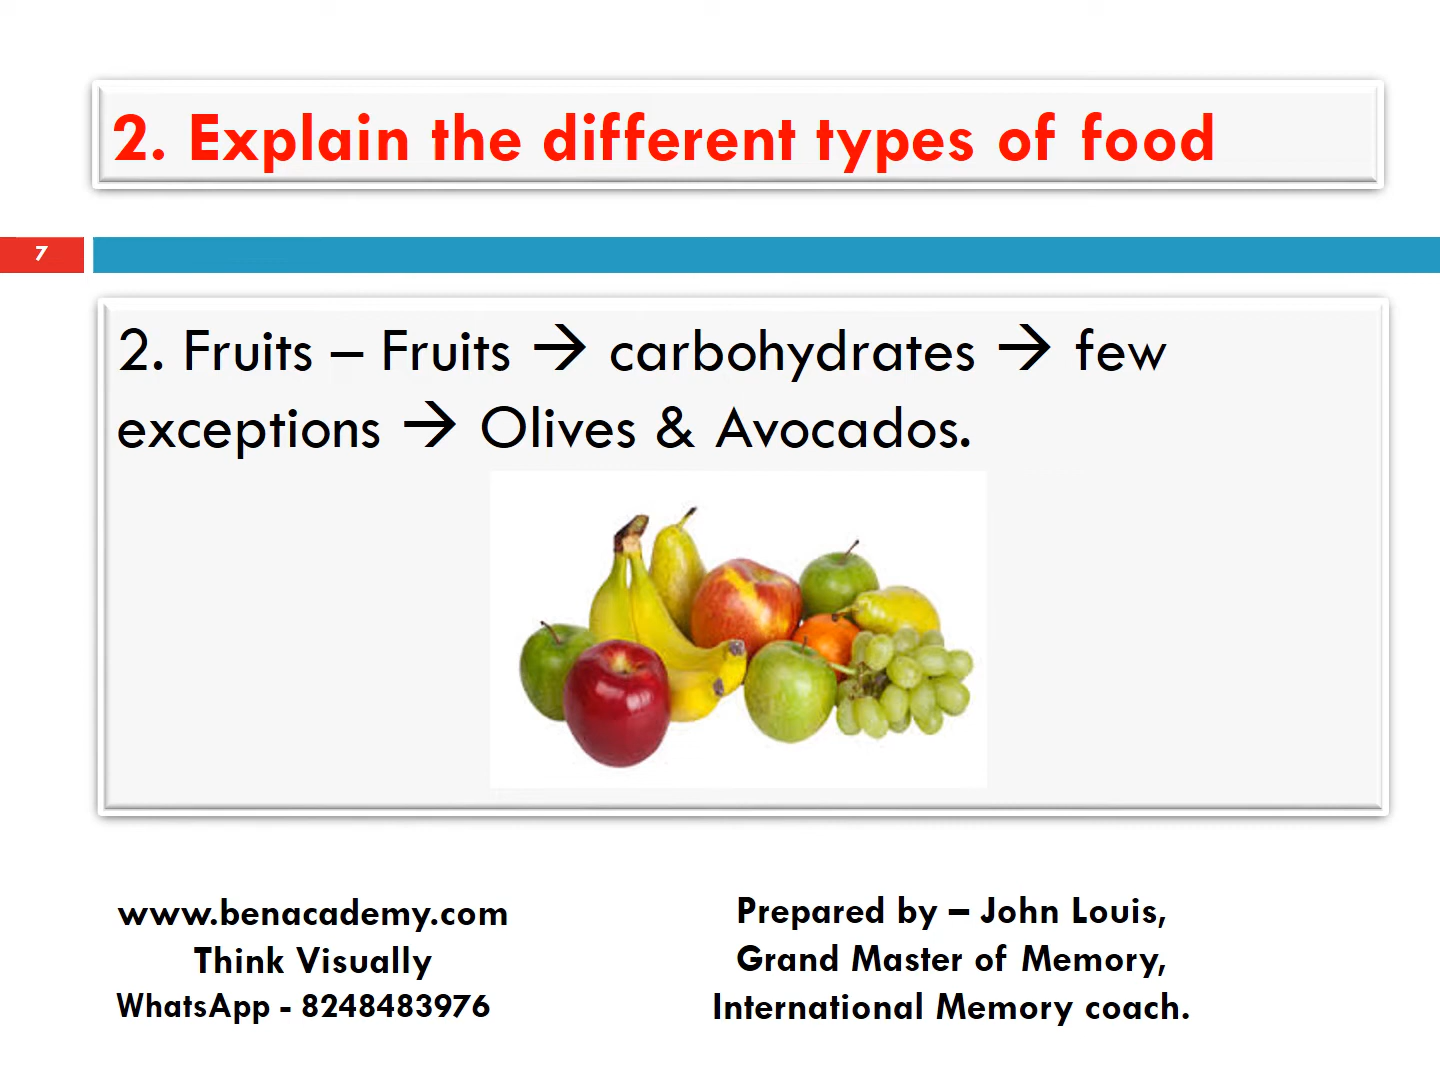 2. Explain the different types of food
7
2. Fruits – Fruits → carbohydrates → few
exceptions → Olives & Avocados.
www.benacademy.com
Think Visually
WhatsApp - 8248483976
Prepared by – John Louis,
Grand Master of Memory,
International Memory coach.